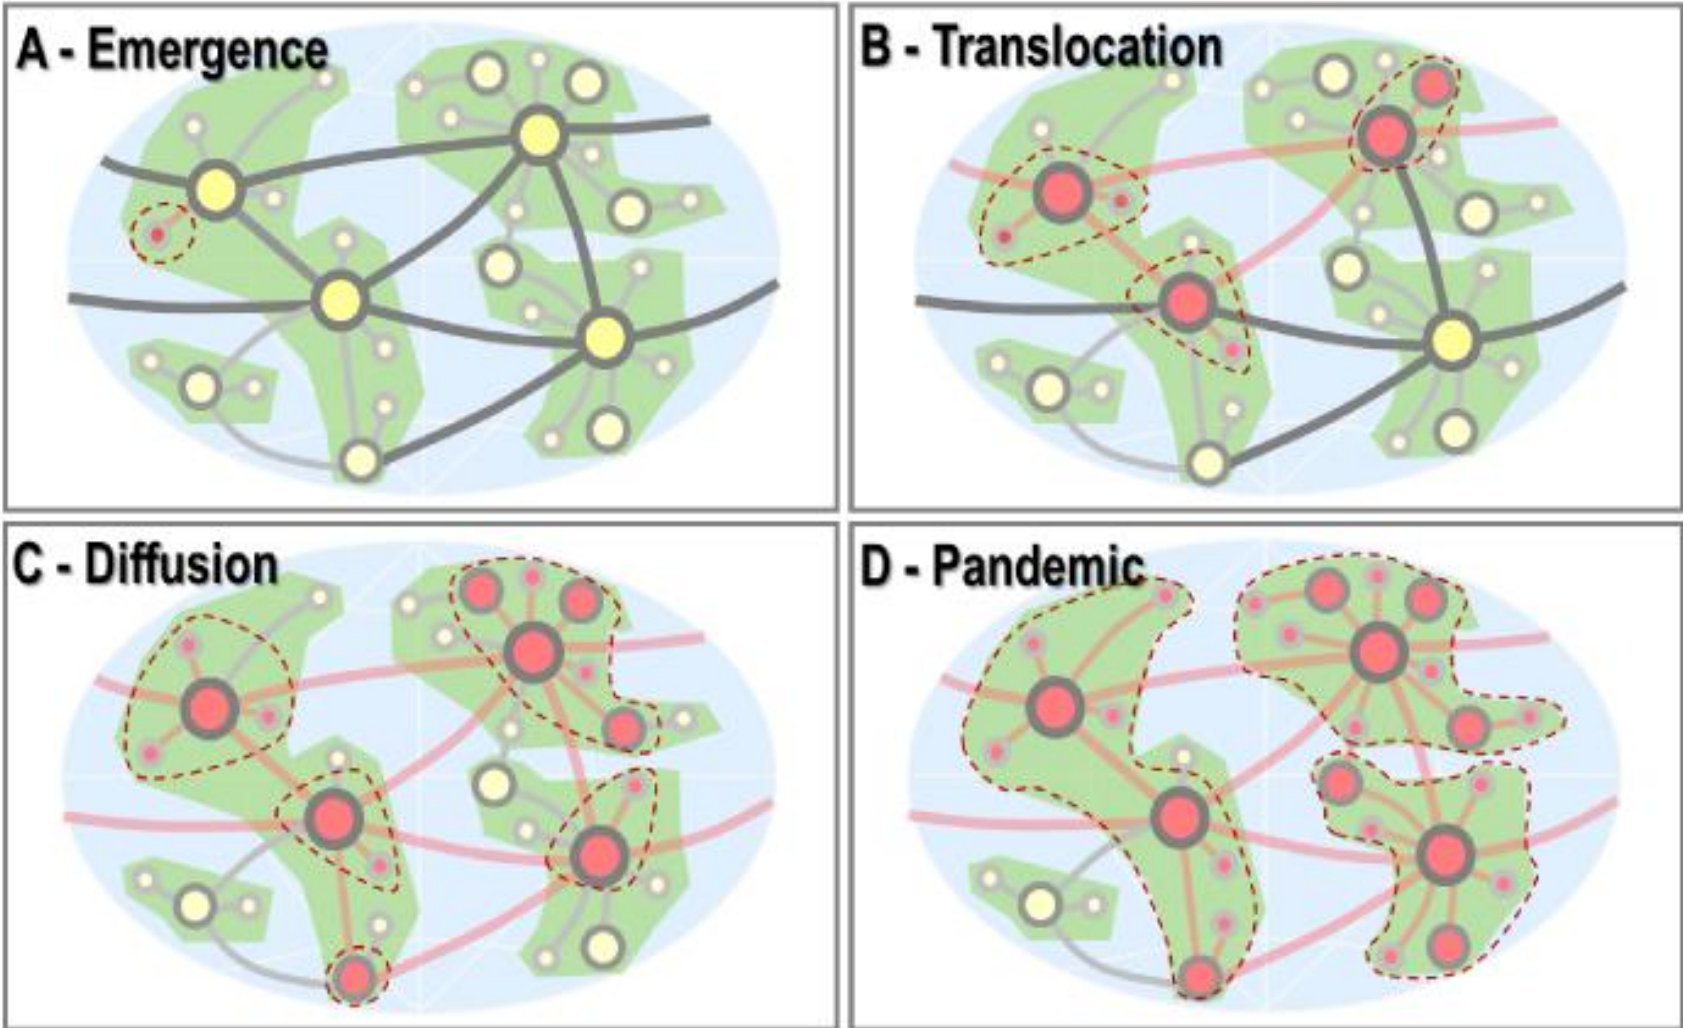 A - Emergence
B - Translocation
C - Diffusion
D - Pandemic